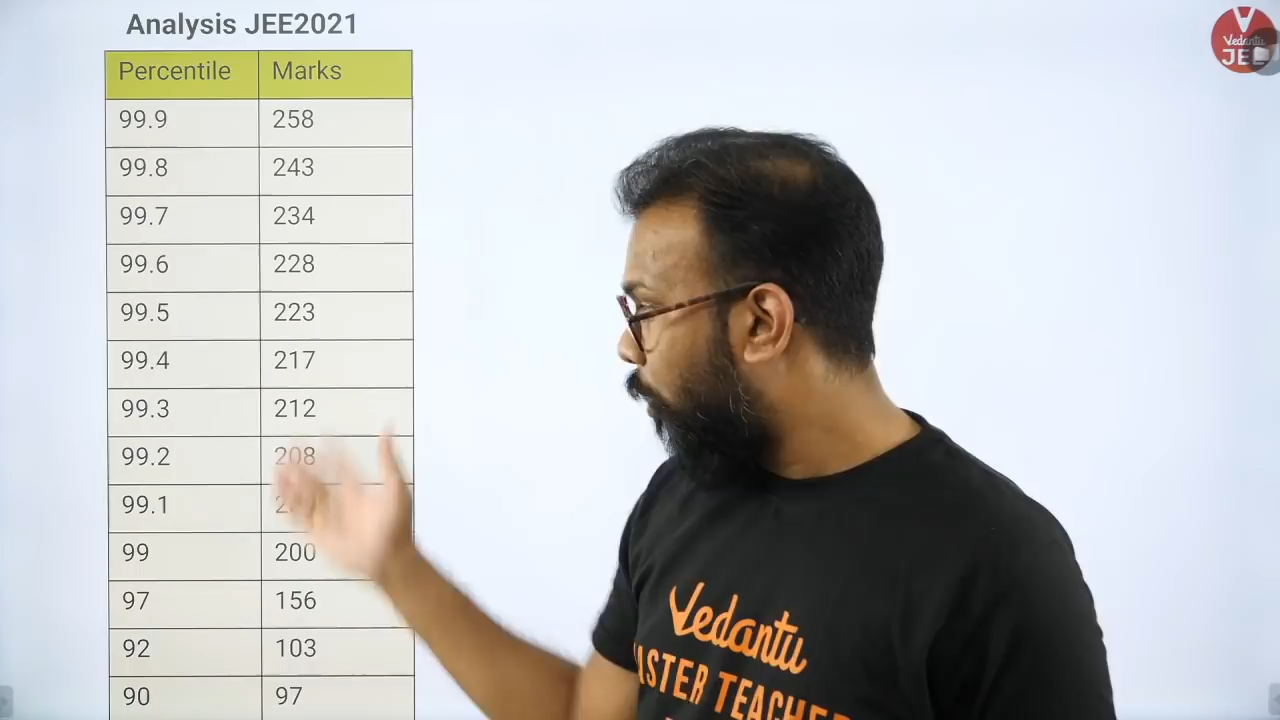 Analysis JEE2021
Percentile Marks
99.9 258
99.8 243
99.7 234
99.6 228
99.5 223
99.4 217
99.3 212
99.2 208
99.1
99 200
97 156
92 103
90 97
Vedantu
JEE
Vedantu
MASTER TEACHER